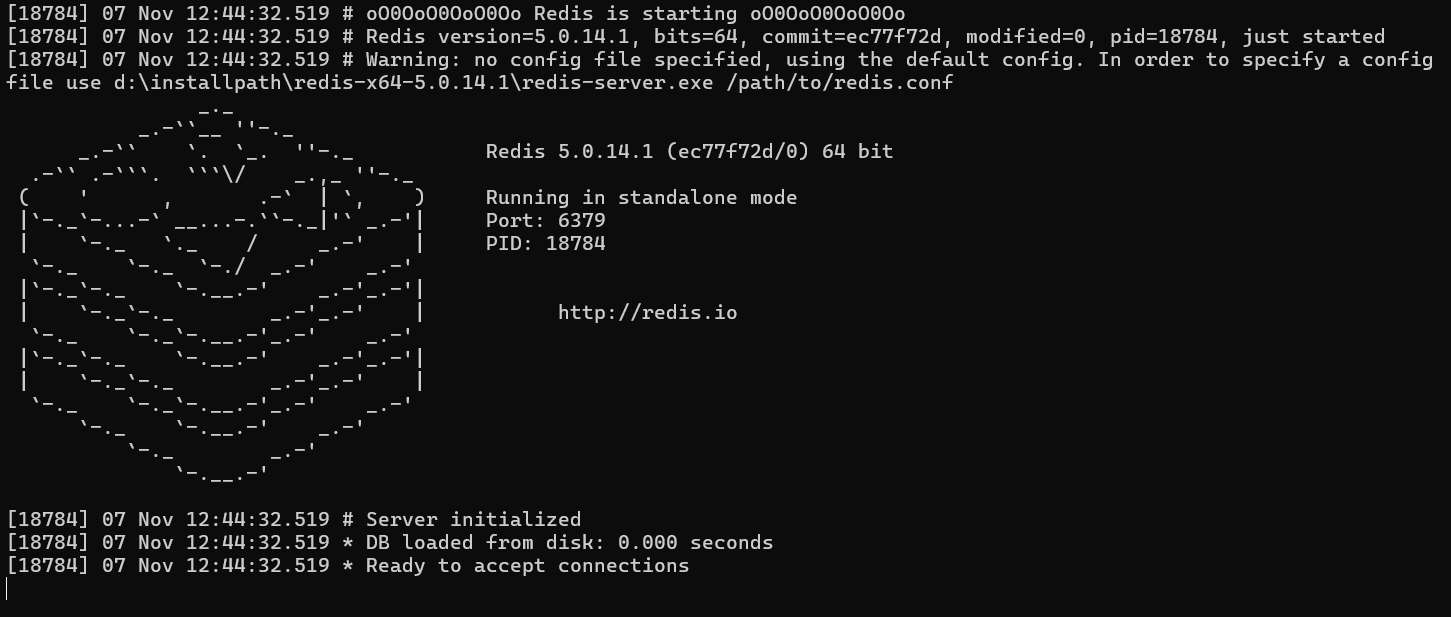 [18784] 07 Nov 12:44:32.519 # oO0OoO0OoO0Oo Redis is starting oO0OoO0OoO0Oo
[18784] 07 Nov 12:44:32.519 # Redis version=5.0.14.1, bits=64, commit=ec77f72d, modified=0, pid=18784, just started
[18784] 07 Nov 12:44:32.519 # Warning: no config file specified, using the default config. In order to specify a config
file use d:\installpath\redis-x64-5.0.14.1\redis-server.exe /path/to/redis.conf
Redis 5.0.14.1 (ec77f72d/0) 64 bit
Running in standalone mode
Port: 6379
PID: 18784
http://redis.io
[18784] 07 Nov 12:44:32.519 # Server initialized
[18784] 07 Nov 12:44:32.519 * DB loaded from disk: 0.000 seconds
[18784] 07 Nov 12:44:32.519 * Ready to accept connections